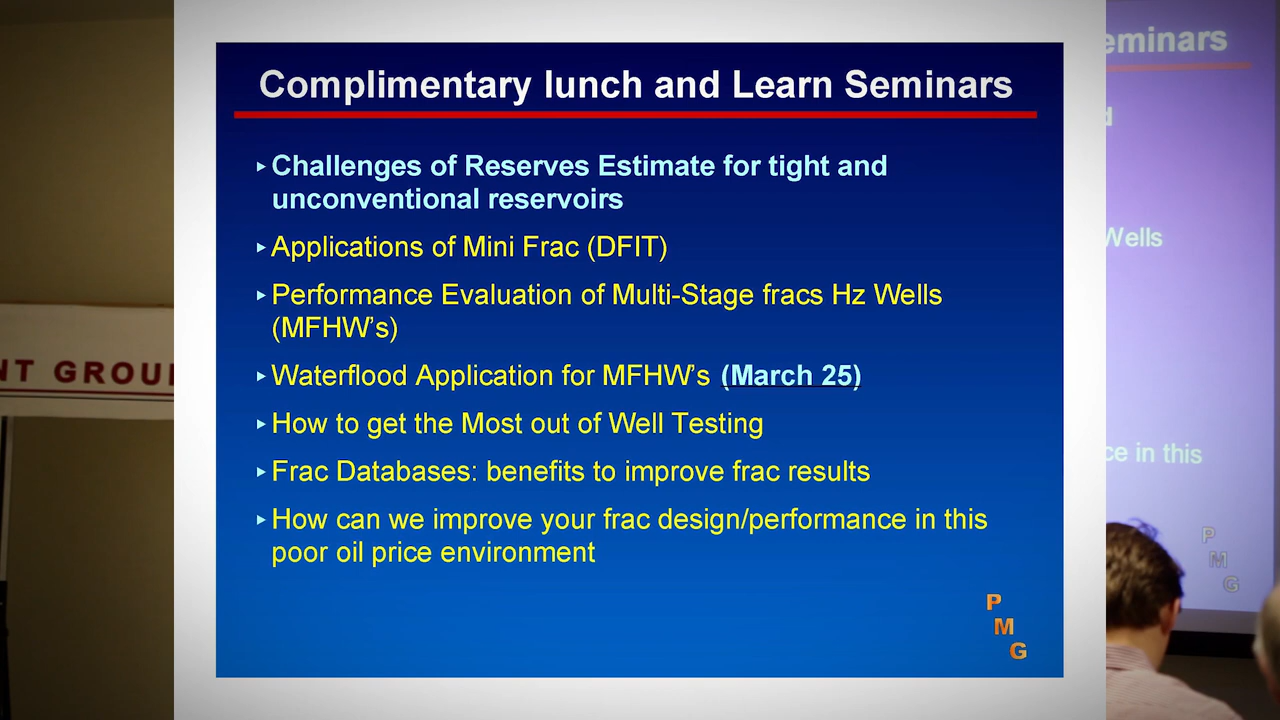 Complimentary lunch and Learn Seminars
▸Challenges of Reserves Estimate for tight and
unconventional reservoirs
▸Applications of Mini Frac (DFIT)
▸Performance Evaluation of Multi-Stage fracs Hz Wells
(MFHW’s)
▸Waterflood Application for MFHW’s (March 25)
▸How to get the Most out of Well Testing
▸Frac Databases: benefits to improve frac results
▸How can we improve your frac design/performance in this
poor oil price environment
P
M
G
NT GROU
eminars
d
Wells
ce in this
P
M
G